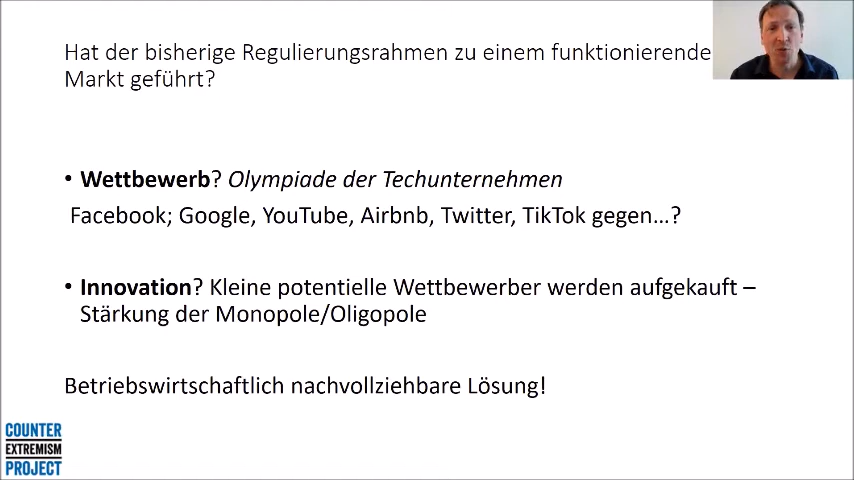 Hat der bisherige Regulierungsrahmen zu einem funktionierende
Markt geführt?
• Wettbewerb? Olympiade der Techunternehmen
Facebook; Google, YouTube, Airbnb, Twitter, TikTok gegen…?
• Innovation? Kleine potentielle Wettbewerber werden aufgekauft –
Stärkung der Monopole/Oligopole
Betriebswirtschaftlich nachvollziehbare Lösung!
COUNTER
EXTREMISM
PROJECT